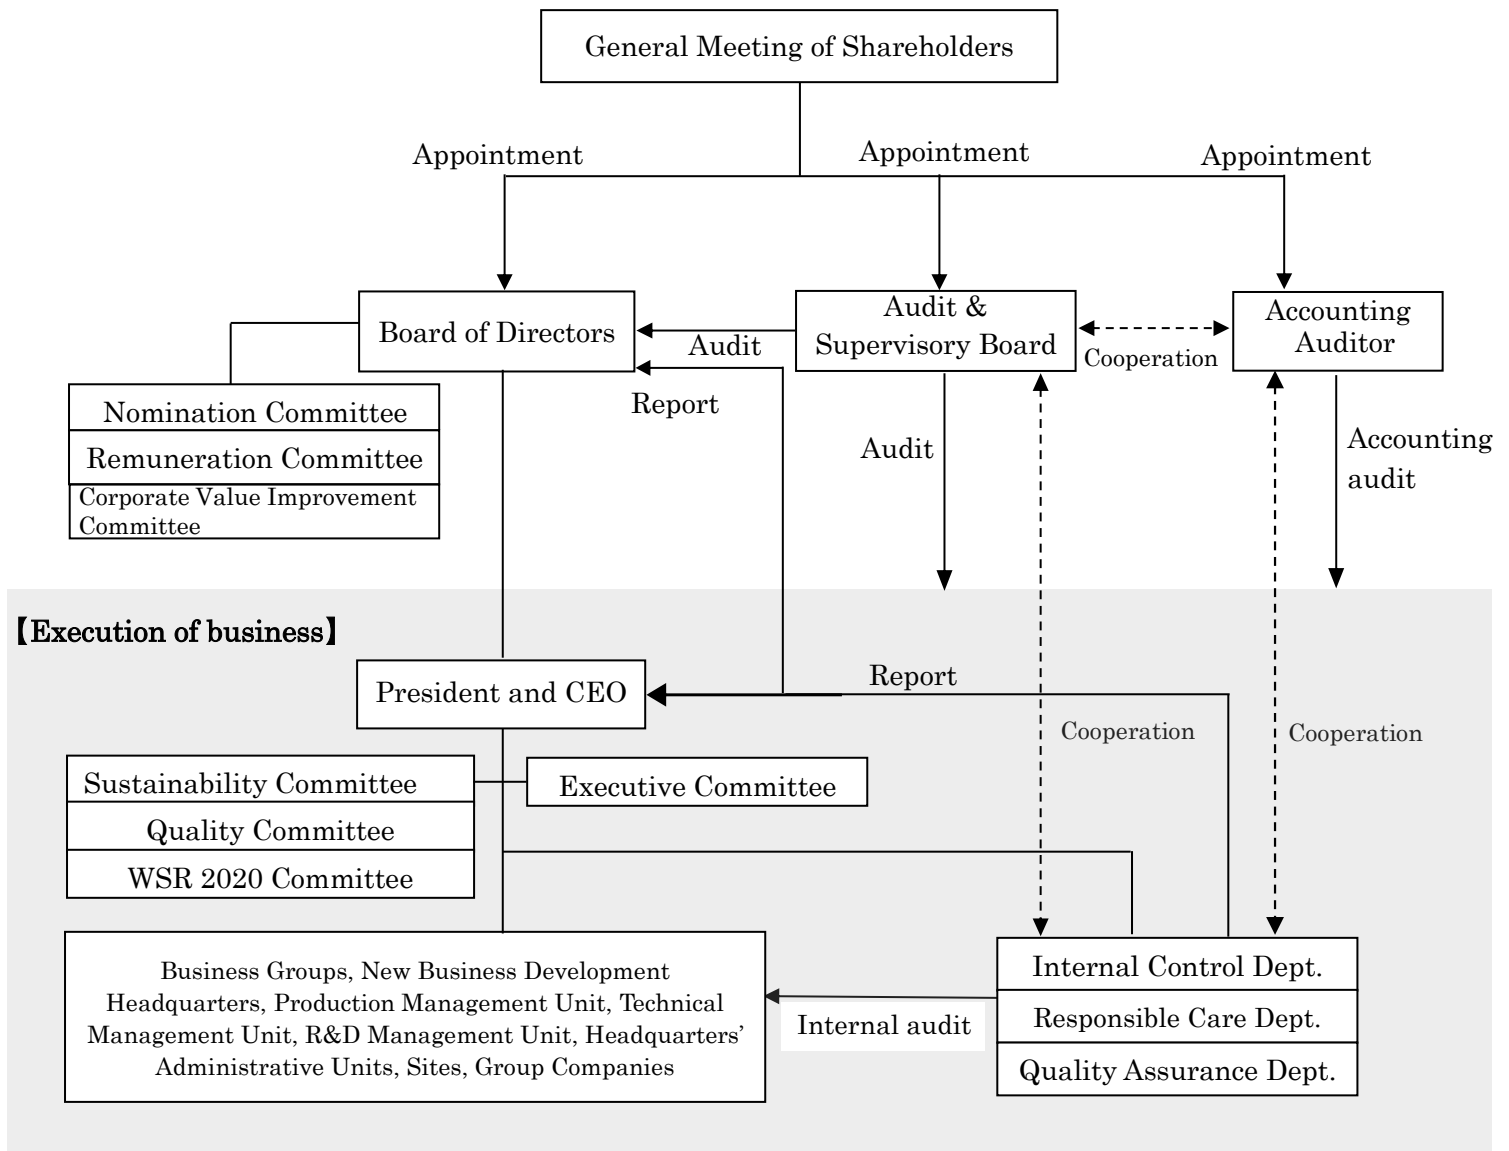 General Meeting of Shareholders
Appointment
Appointment
Appointment
Board of Directors
Audit &
Supervisory Board
Accounting
Auditor
Audit
Cooperation
Report
Nomination Committee
Remuneration Committee
Corporate Value Improvement
Committee
Audit
Accounting
audit
【Execution of business】
President and CEO
Report
Cooperation
Cooperation
Sustainability Committee
Executive Committee
Quality Committee
WSR 2020 Committee
Business Groups, New Business Development
Headquarters, Production Management Unit, Technical
Management Unit, R&D Management Unit, Headquarters’
Administrative Units, Sites, Group Companies
Internal audit
Internal Control Dept.
Responsible Care Dept.
Quality Assurance Dept.